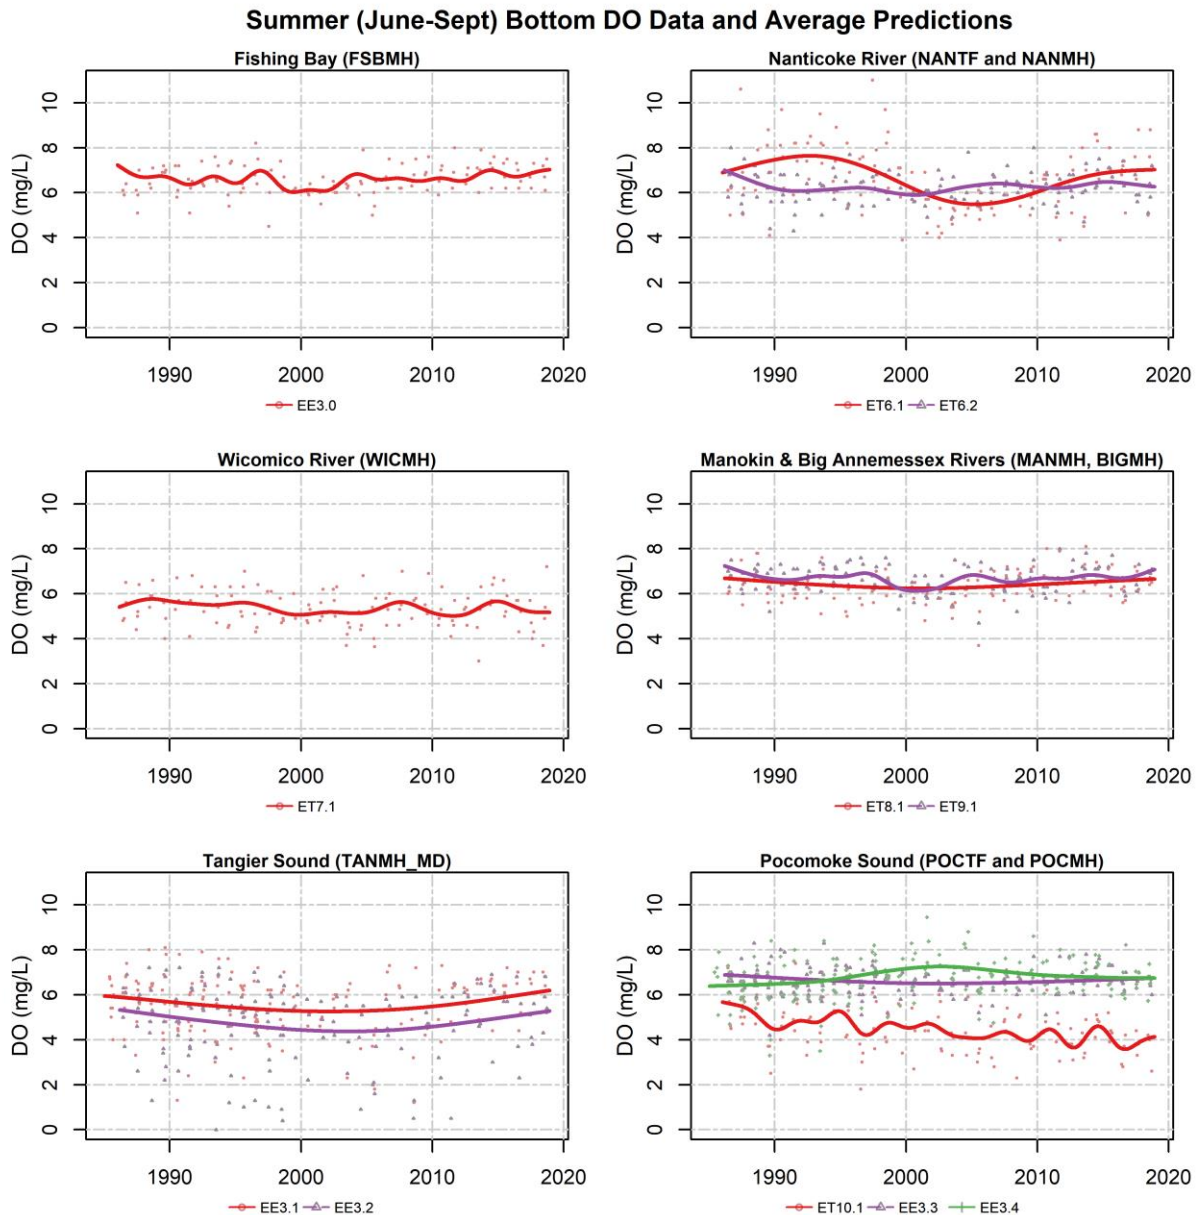 Summer (June-Sept) Bottom DO Data and Average Predictions
Fishing Bay (FSBMH)
DO (mg/L)
10
8
6
4
2
0
1990 2000 2010 2020
EE3.0
Nanticoke River (NANTF and NANMH)
DO (mg/L)
10
8
6
4
2
0
1990 2000 2010 2020
ET6.1 ET6.2
Wicomico River (WICMH)
DO (mg/L)
10
8
6
4
2
0
1990 2000 2010 2020
ET7.1
Manokin & Big Annemessex Rivers (MANMH, BIGMH)
DO (mg/L)
10
8
6
4
2
0
1990 2000 2010 2020
ET8.1 ET9.1
Tangier Sound (TANMH_MD)
DO (mg/L)
10
8
6
4
2
0
1990 2000 2010 2020
EE3.1 EE3.2
Pocomoke Sound (POCTF and POCMH)
DO (mg/L)
10
8
6
4
2
0
1990 2000 2010 2020
ET10.1 EE3.3 EE3.4